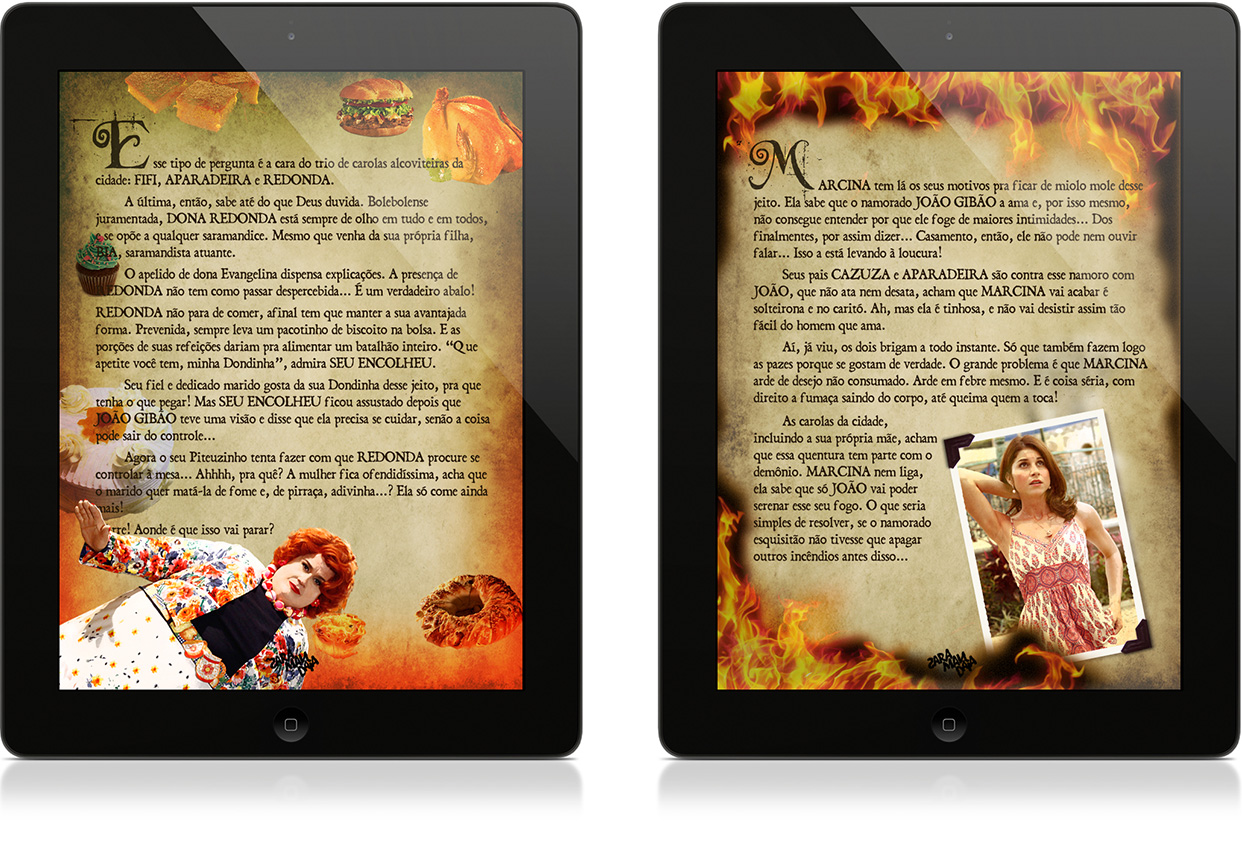 Esse tipo de pergunta é a cara do trio de carolas alcoviteiras da
cidade: FIFI, APARADEIRA e REDONDA.
A última, então, sabe até do que Deus duvida. Bolebolense
juramentada, DONA REDONDA está sempre de olho em tudo e em todos,
e se opõe a qualquer saramandice. Mesmo que venha da sua própria filha,
BIA, saramandista atuante.
O apelido de dona Evangelina dispensa explicações. A presença de
REDONDA não tem como passar despercebida... É um verdadeiro abalo!
REDONDA não para de comer, afinal tem que manter a sua avantajada
forma. Prevenida, sempre leva um pacotinho de biscoito na bolsa. E as
porções de suas refeições dariam pra alimentar um batalhão inteiro. “Que
apetite você tem, minha Dondinha”, admira SEU ENCOLHEU.
Seu fiel e dedicado marido gosta da sua Dondinha desse jeito, pra que
tenha o que pegar! Mas SEU ENCOLHEU ficou assustado depois que
JOÃO GIBÃO teve uma visão e disse que ela precisa se cuidar, senão a coisa
pode sair do controle...
Agora o seu Piteuzinho tenta fazer com que REDONDA procure se
controlar à mesa... Ahhhh, pra quê? A mulher fica ofendidíssima, acha que
o marido quer matá-la de fome e, de pirraça, adivinha...? Ela só come ainda
mais!
Aonde é que isso vai parar?
SARAMANDAIA
MARCINA tem lá os seus motivos pra ficar de miolo mole desse
jeito. Ela sabe que o namorado JOÃO GIBÃO a ama e, por isso mesmo,
não consegue entender por que ele foge de maiores intimidades... Dos
finalmentes, por assim dizer... Casamento, então, ele não pode nem ouvir
falar... Isso a está levando à loucura!
Seus pais CAZUZA e APARADEIRA são contra esse namoro com
JOÃO, que não ata nem desata, acham que MARCINA vai acabar é
solteirona e no caritó. Ah, mas ela é tinhosa, e não vai desistir assim tão
fácil do homem que ama.
Aí, já viu, os dois brigam a todo instante. Só que também fazem logo
as pazes porque se gostam de verdade. O grande problema é que MARCINA
arde de desejo não consumado. Arde em febre mesmo. E é coisa séria, com
direito a fumaça saindo do corpo, até queima quem a toca!
As carolas da cidade,
incluindo a sua própria mãe, acham
que essa quentura tem parte com o
demônio. MARCINA nem liga,
ela sabe que só JOÃO vai poder
serenar esse seu fogo. O que seria
simples de resolver, se o namorado
esquisitão não tivesse que apagar
outros incêndios antes disso...
SARAMANDAIA